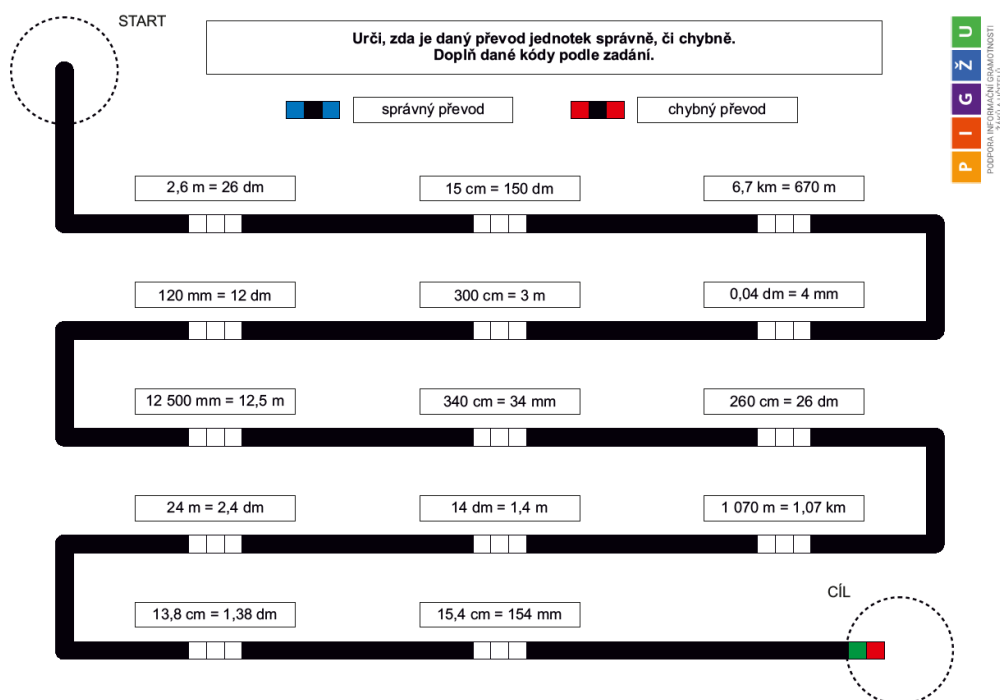 START
Urči, zda je daný převod jednotek správně, či chybně.
Doplň dané kódy podle zadání.
správný převod
chybný převod
P I G Ž U
PODPORA INFORMAČNÍ GRAMOTNOSTI
ŽÁKŮ A UČITELŮ
2,6 m = 26 dm
15 cm = 150 dm
6,7 km = 670 m
120 mm = 12 dm
300 cm = 3 m
0,04 dm = 4 mm
12 500 mm = 12,5 m
340 cm = 34 mm
260 cm = 26 dm
24 m = 2,4 dm
14 dm = 1,4 m
1 070 m = 1,07 km
CÍL
13,8 cm = 1,38 dm
15,4 cm = 154 mm